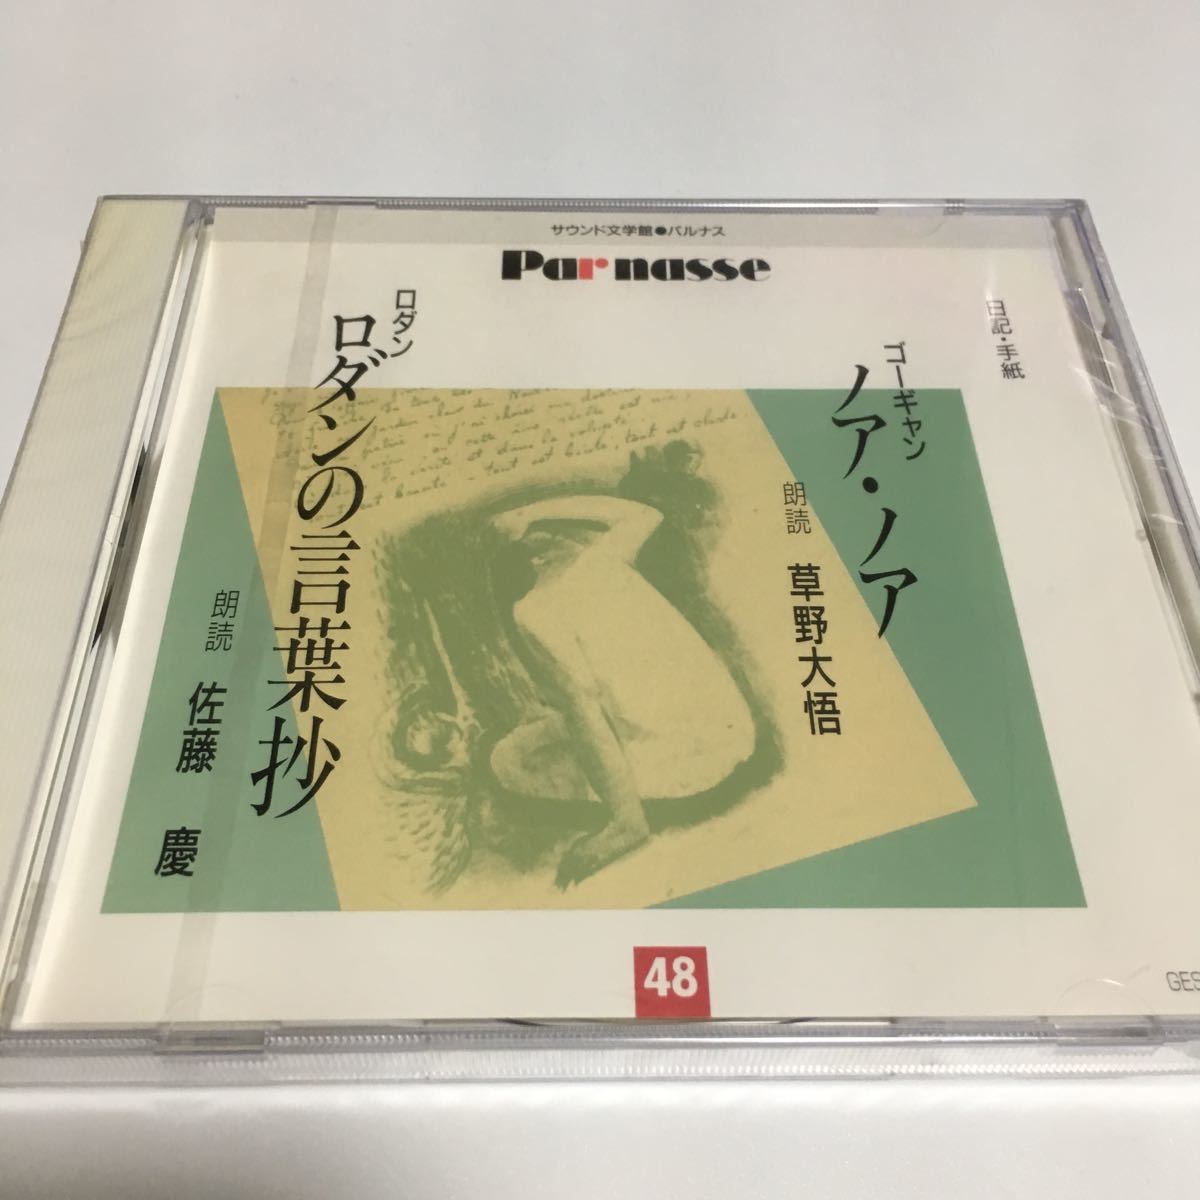 サウンド文学館●パルナス
Parnasse
日記・手紙
ゴーギャン
ノア・ノア
朗読 草野大悟
ロダン
ロダンの言葉抄
朗読 佐藤 慶
48
GES